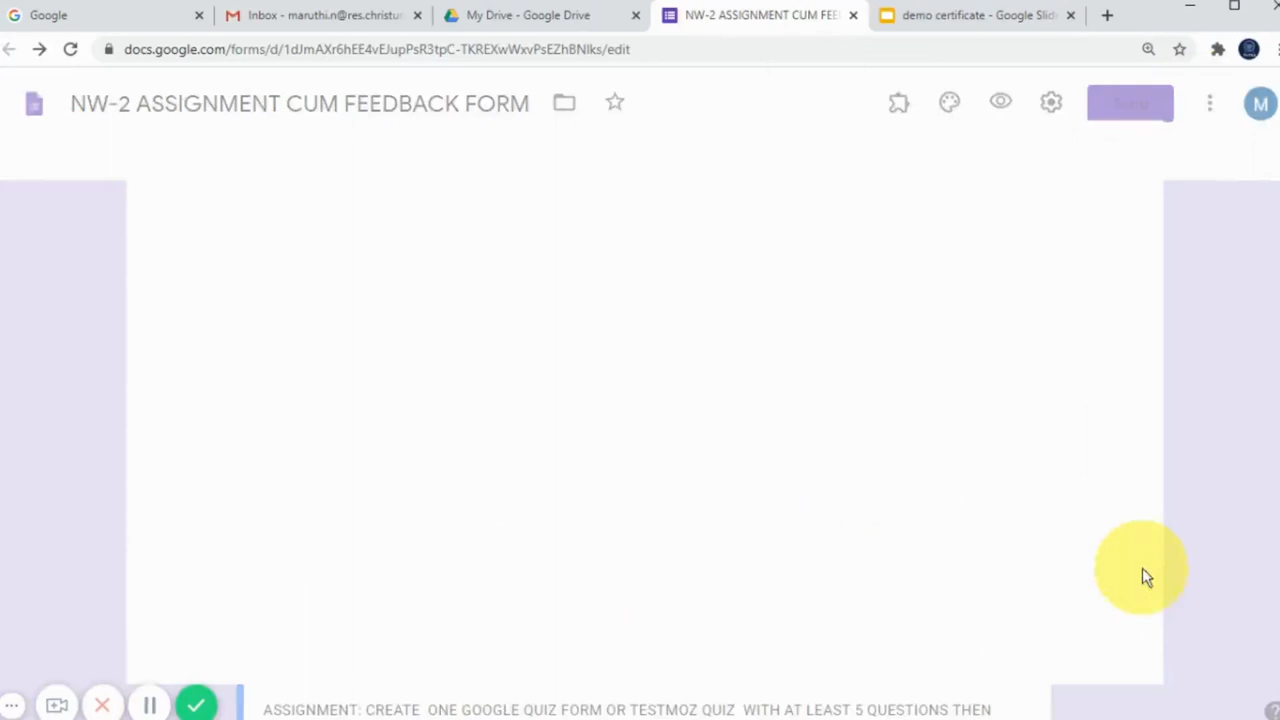 Google
Inbox - maruthi.n@res.christu
My Drive - Google Drive
NW-2 ASSIGNMENT CUM FEE
demo certificate - Google Slid
docs.google.com/forms/d/1dJmAXr6hEE4vEJupPsR3tpC-TKREXwWxvPsEZhBNlks/edit
NW-2 ASSIGNMENT CUM FEEDBACK FORM
M
ASSIGNMENT: CREATE ONE GOOGLE QUIZ FORM OR TESTMOZ QUIZ WITH AT LEAST 5 QUESTIONS THEN